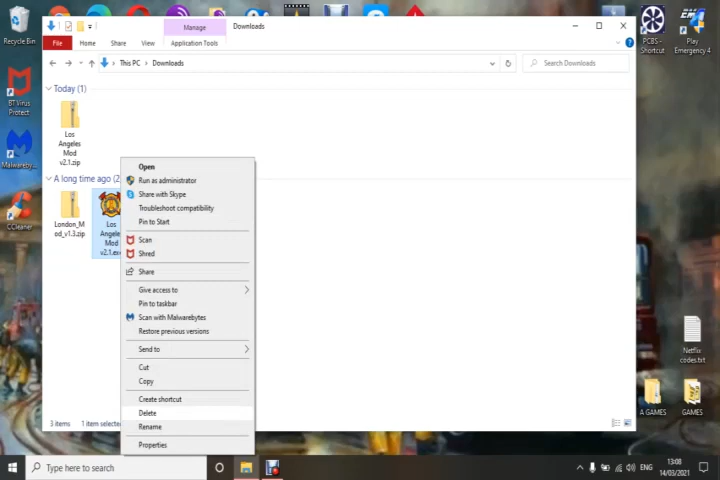 Manage
Downloads
File
Home
Share
View
Application Tools
This PC
Downloads
Search Downloads
Today (1)
Los
Angeles
Mod
v2.1.zip
A long time ago (2
London_M
od_v1.3.zip
Los
Angele
Mod
v2.1.ex
Open
Run as administrator
Share with Skype
Troubleshoot compatibility
Pin to Start
Scan
Shred
Share
Give access to
Pin to taskbar
Scan with Malwarebytes
Restore previous versions
Send to
Cut
Copy
Create shortcut
Delete
Rename
Properties
3 items
1 item selecte
Recycle Bin
BT Virus
Protect
Malwareby...
CCleaner
PCBS -
Shortcut
Play
Emergency 4
Netflix
codes.txt
A GAMES
GAMES
Type here to search
ENG
13:08
14/03/2021